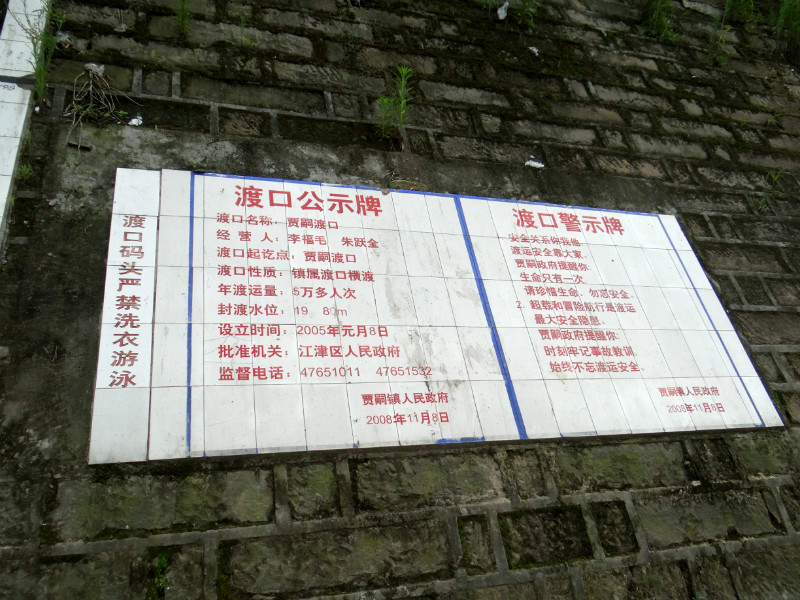 渡口码头严禁洗衣游泳
渡口公示牌
渡口名称：贾嗣渡口
经营人：李福毛 朱跃全
渡口起讫点：贾嗣渡口
渡口性质：镇属渡口横渡
年渡运量：5万多人次
封渡水位：19.80m
设立时间：2005年元月8日
批准机关：江津区人民政府
监督电话：47651011 47651532
贾嗣镇人民政府
2008年11月8日
渡口警示牌
安全关系你我他
渡运安全靠大家.
贾嗣政府提醒你
生命只有一次
请珍惜生命、勿忘安全.
2. 超载和冒险航行是渡运
最大安全隐患.
贾嗣政府提醒你
时刻牢记事故教训.
始终不忘渡运安全.
贾嗣镇人民政府
2008年11月8日